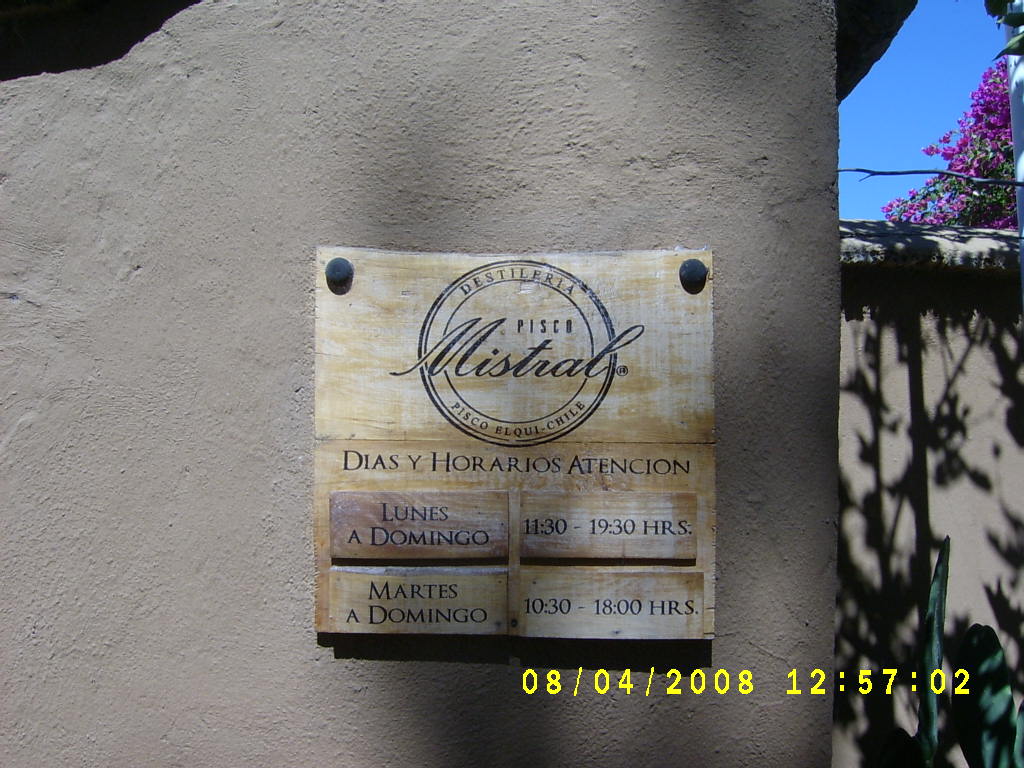 DESTILERIA
PISCO
Mistral®
PISCO ELQUI-CHILE
DIAS Y HORARIOS ATENCION
LUNES
A DOMINGO
11:30 - 19:30 HRS.
MARTES
A DOMINGO
10:30 - 18:00 HRS.
08/04/2008 12:57:02